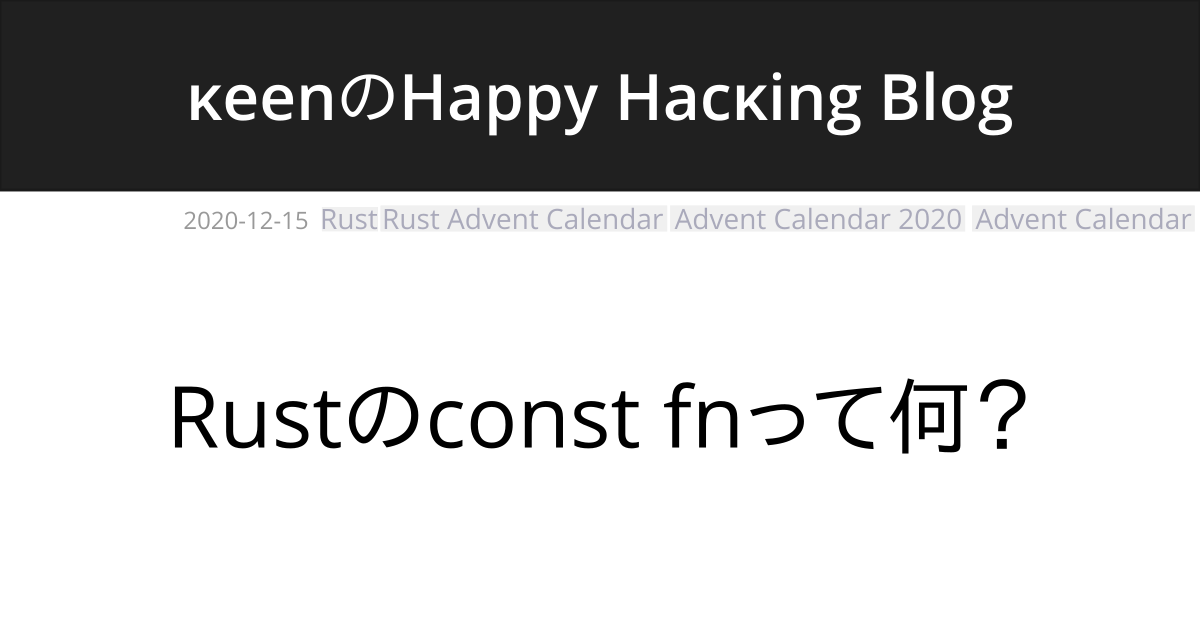 κeenのHappy Hacκing Blog
2020-12-15 Rust Rust Advent Calendar Advent Calendar 2020 Advent Calendar
Rustのconst fnって何？